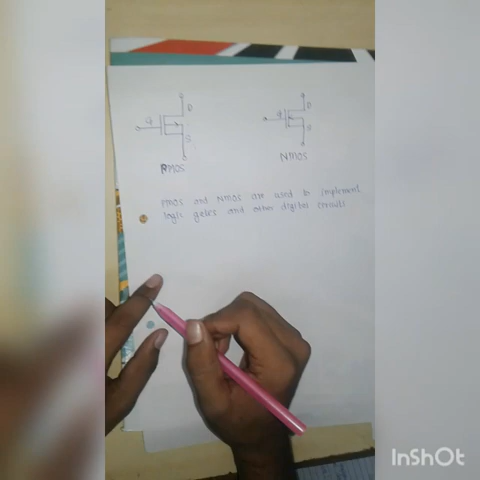 D
G
S
PMOS
D
G
S
NMOS
PMOS and NMOS are used to implement
logic gates and other digital circuits
InShOt